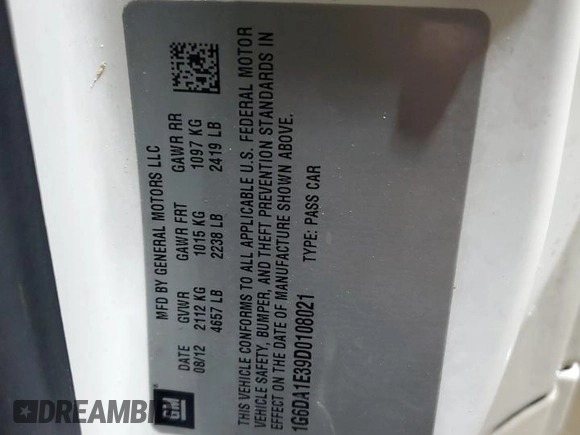 MFD BY GENERAL MOTORS LLC
DATE GVWR GAWR FRT GAWR RR
08/12 2112 KG 1015 KG 1097 KG
4657 LB 2238 LB 2419 LB
THIS VEHICLE CONFORMS TO ALL APPLICABLE U.S. FEDERAL MOTOR
VEHICLE SAFETY, BUMPER, AND THEFT PREVENTION STANDARDS IN
EFFECT ON THE DATE OF MANUFACTURE SHOWN ABOVE.
1G6DA1E39D0108021 TYPE: PASS CAR
GM
DREAMBI